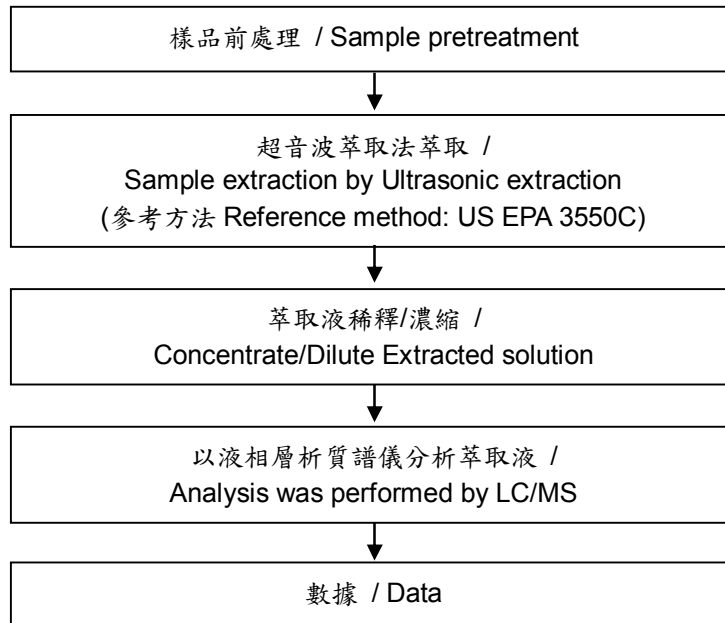 樣品前處理 / Sample pretreatment
超音波萃取法萃取 /
Sample extraction by Ultrasonic extraction
(參考方法 Reference method: US EPA 3550C)
萃取液稀釋/濃縮 /
Concentrate/Dilute Extracted solution
以液相層析質譜儀分析萃取液 /
Analysis was performed by LC/MS
數據 / Data